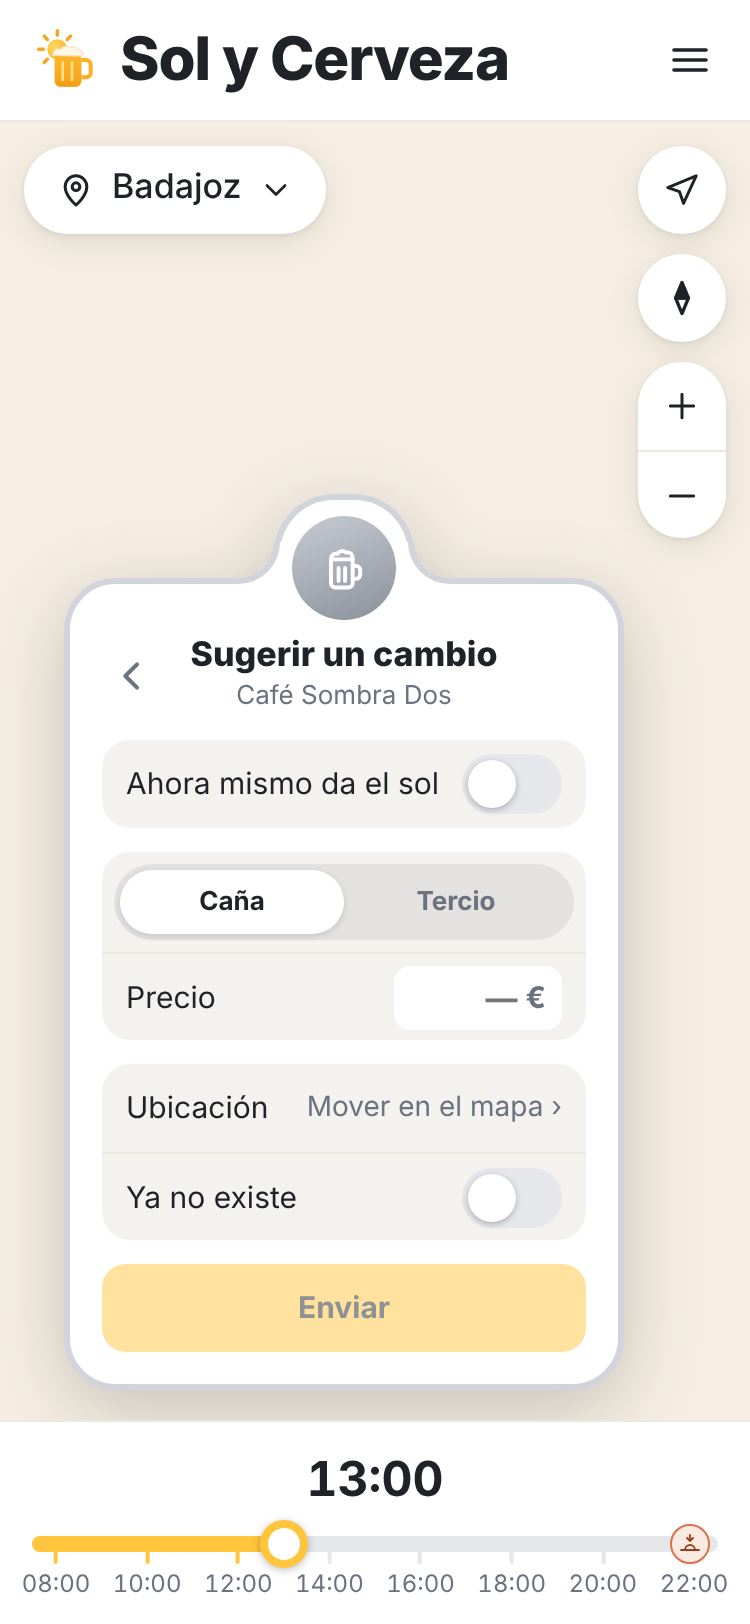 Sol y Cerveza
Badajoz
Sugerir un cambio
Café Sombra Dos
Ahora mismo da el sol
Caña Tercio
Precio — €
Ubicación Mover en el mapa ›
Ya no existe
Enviar
13:00
08:00 10:00 12:00 14:00 16:00 18:00 20:00 22:00